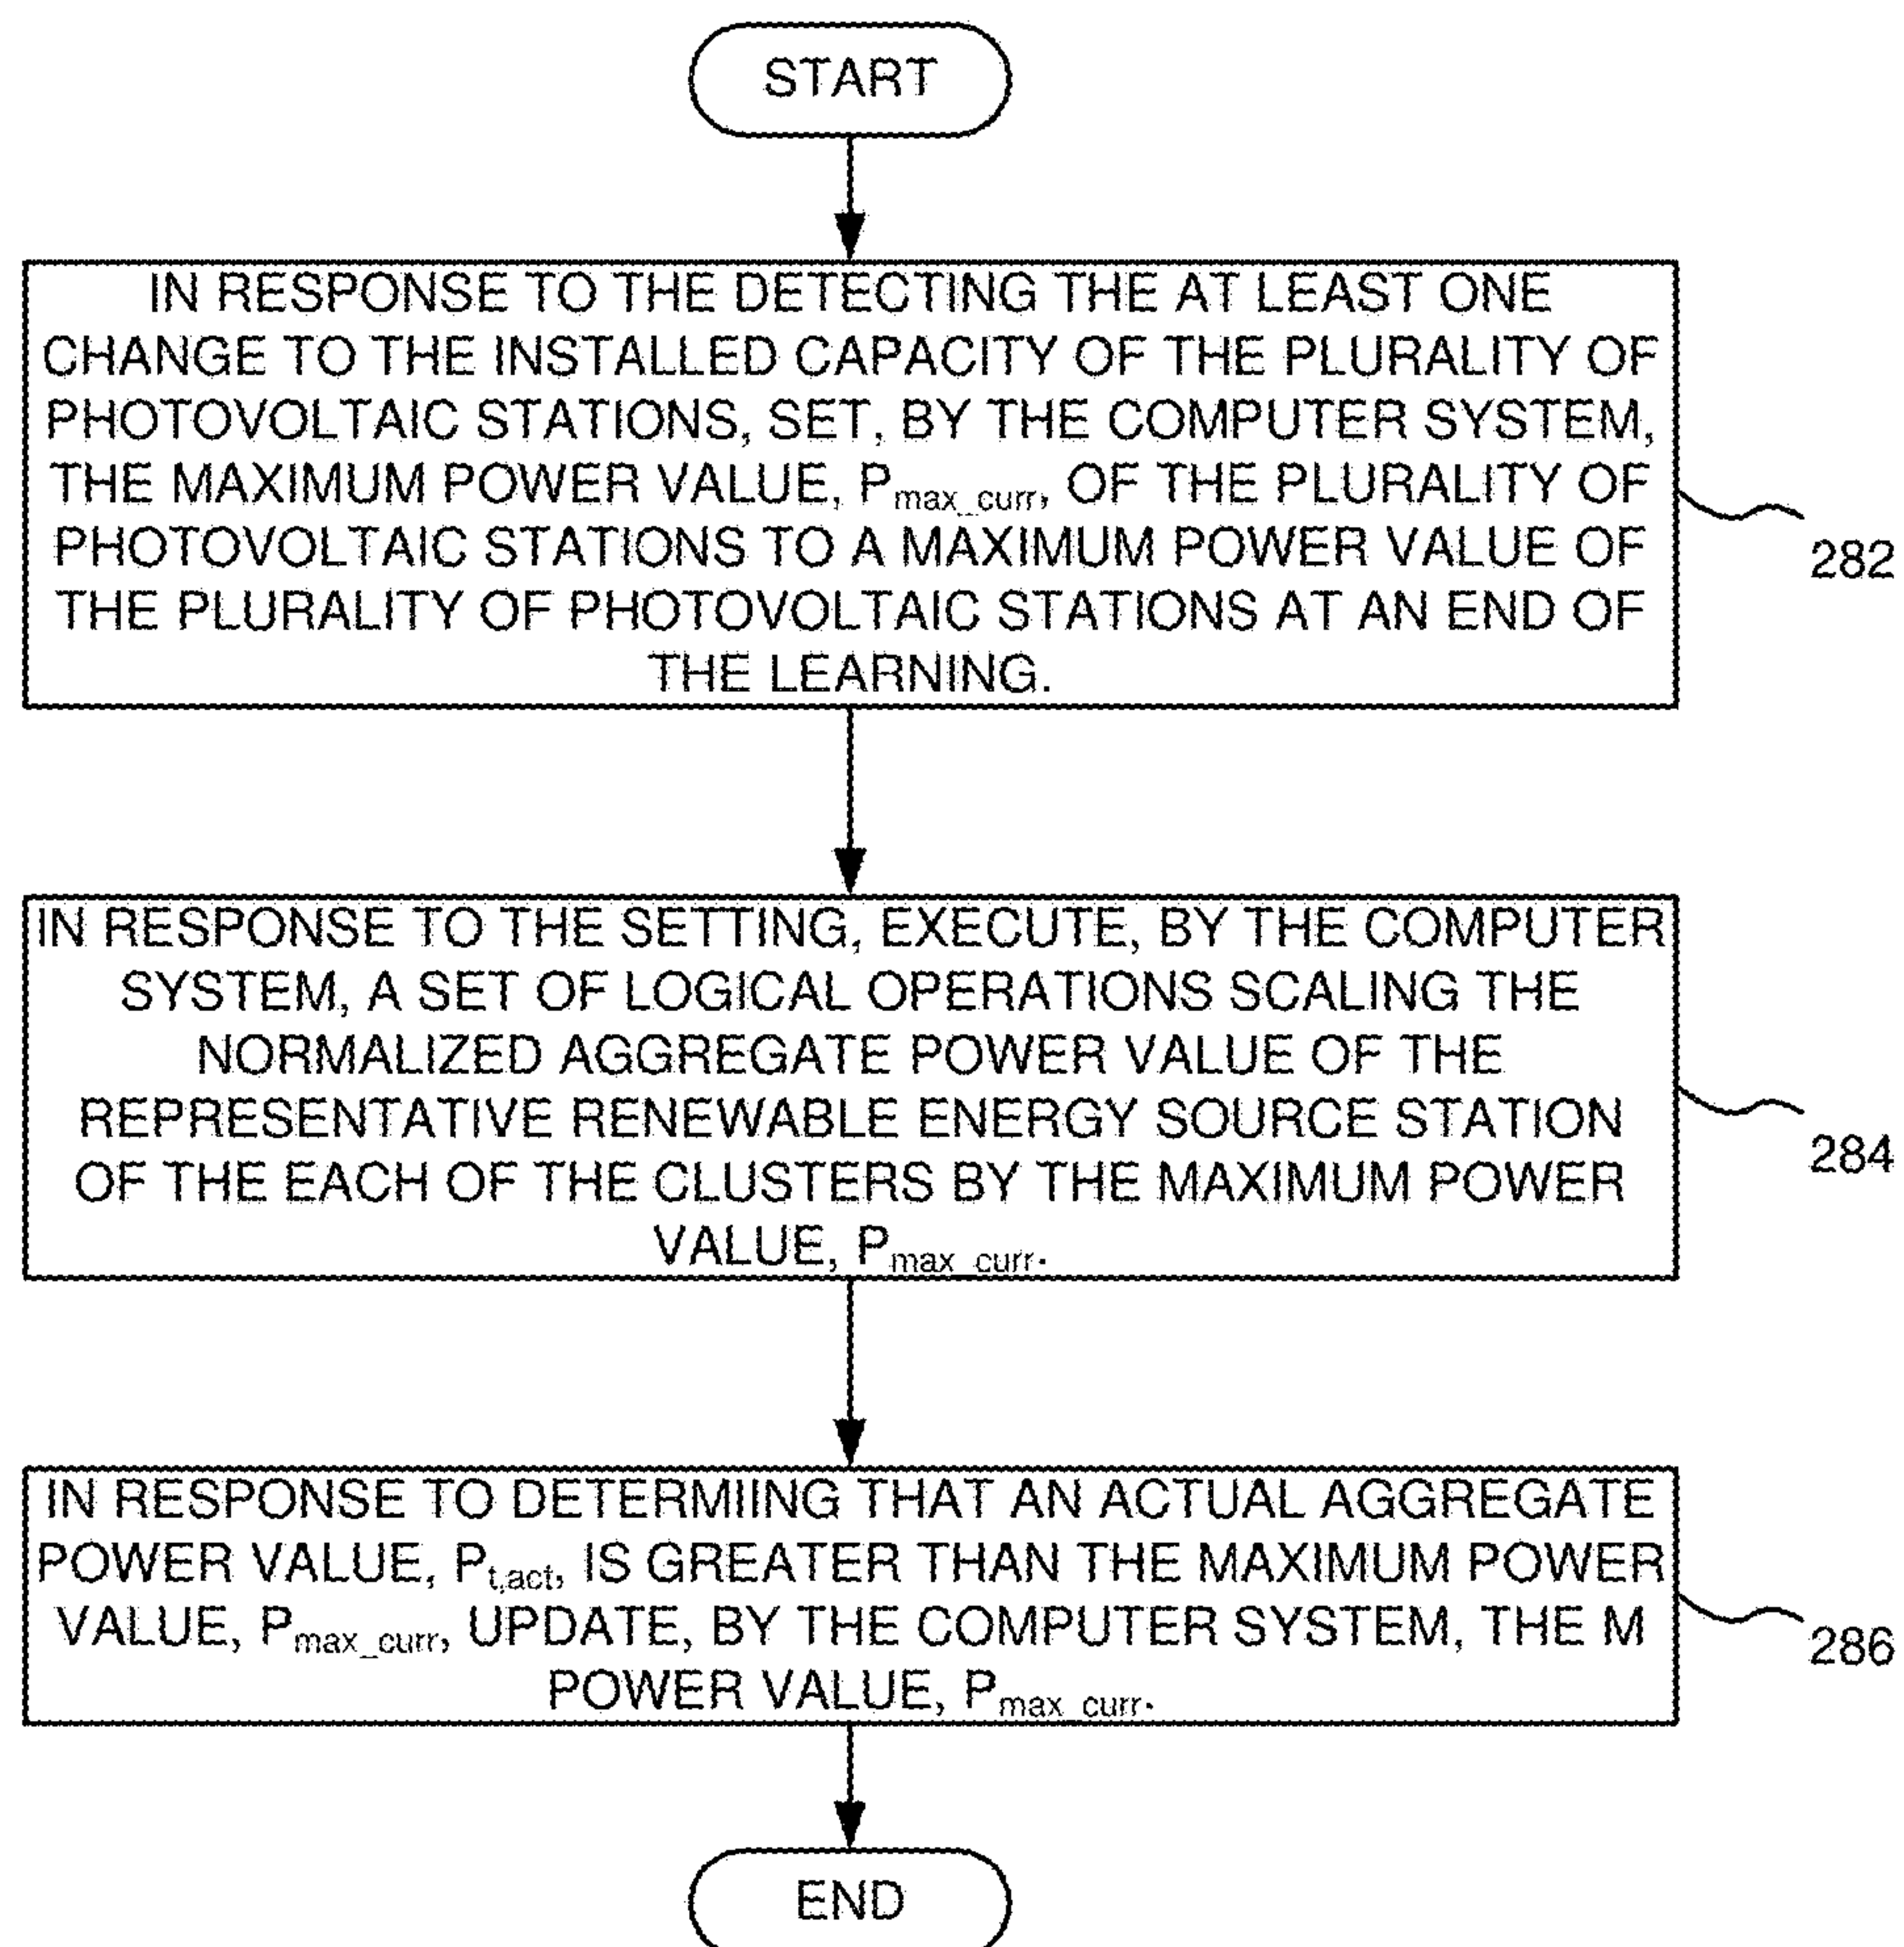 START
IN RESPONSE TO THE DETECTING THE AT LEAST ONE
CHANGE TO THE INSTALLED CAPACITY OF THE PLURALITY OF
PHOTOVOLTAIC STATIONS, SET, BY THE COMPUTER SYSTEM,
THE MAXIMUM POWER VALUE, Pmax_curr, OF THE PLURALITY OF
PHOTOVOLTAIC STATIONS TO A MAXIMUM POWER VALUE OF
THE PLURALITY OF PHOTOVOLTAIC STATIONS AT AN END OF
THE LEARNING.
282
IN RESPONSE TO THE SETTING, EXECUTE, BY THE COMPUTER
SYSTEM, A SET OF LOGICAL OPERATIONS SCALING THE
NORMALIZED AGGREGATE POWER VALUE OF THE
REPRESENTATIVE RENEWABLE ENERGY SOURCE STATION
OF THE EACH OF THE CLUSTERS BY THE MAXIMUM POWER
VALUE, Pmax_curr.
284
IN RESPONSE TO DETERMIING THAT AN ACTUAL AGGREGATE
POWER VALUE, Pt,act, IS GREATER THAN THE MAXIMUM POWER
VALUE, Pmax_curr, UPDATE, BY THE COMPUTER SYSTEM, THE M
POWER VALUE, Pmax_curr.
286
END